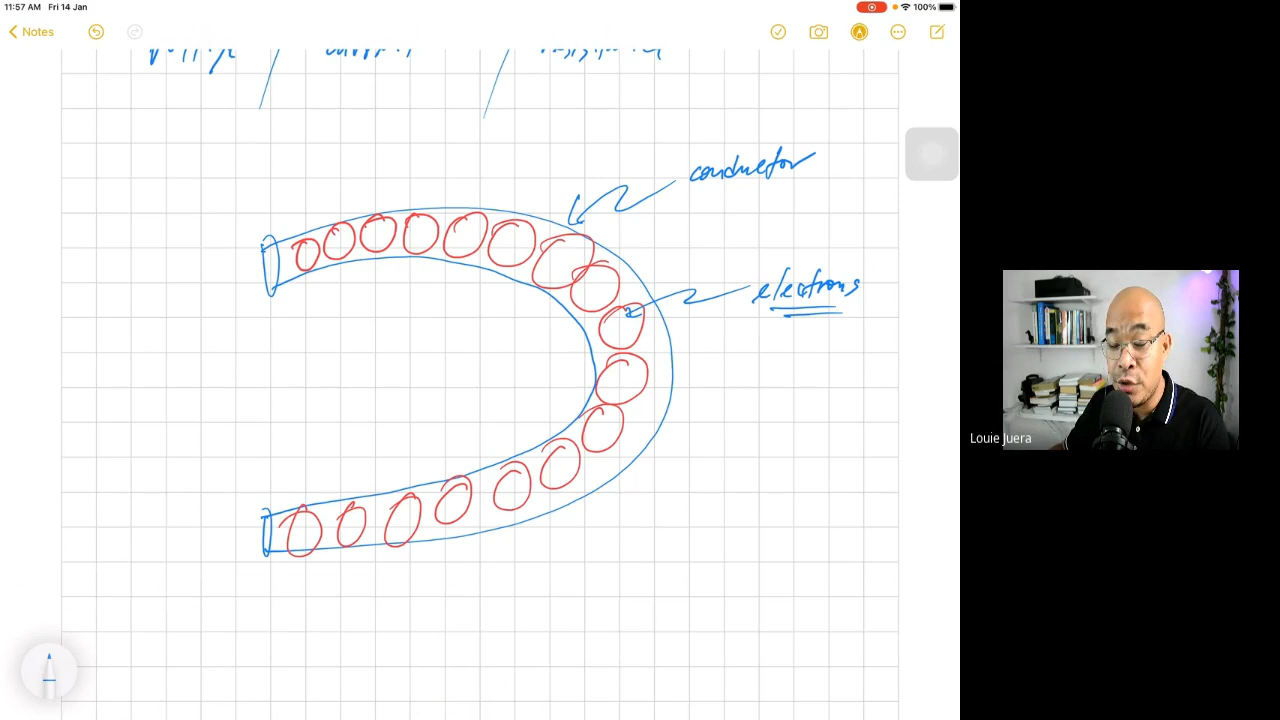 11:57 AM Fri 14 Jan
100%
Notes
conductor
electrons
Louie Juera